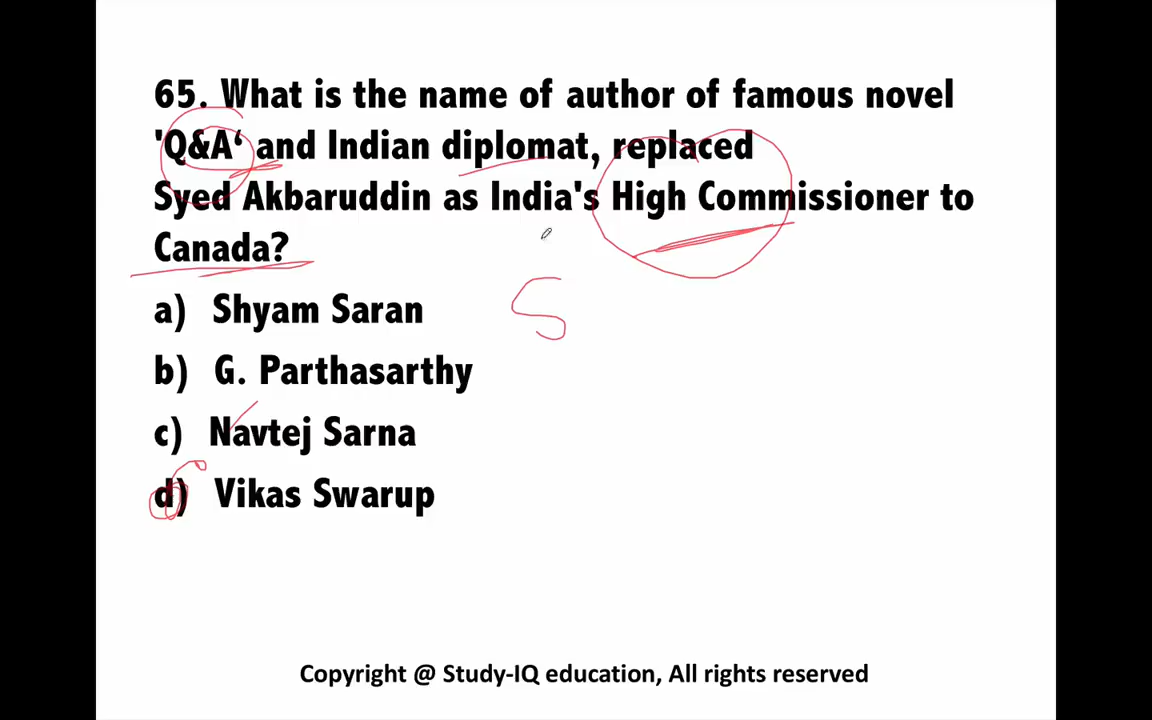 65. What is the name of author of famous novel
'Q&A‘ and Indian diplomat, replaced
Syed Akbaruddin as India's High Commissioner to
Canada?
a) Shyam Saran
5
b) G. Parthasarthy
c) Navtej Sarna
d) Vikas Swarup
Copyright @ Study-IQ education, All rights reserved